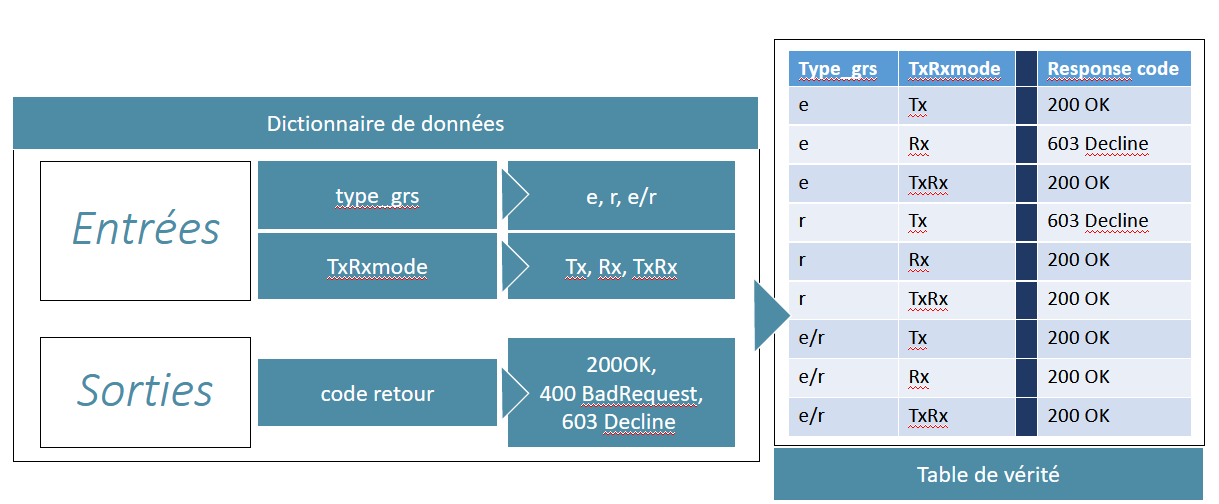 Dictionnaire de données
Entrées
type_grs
e, r, e/r
TxRxmode
Tx, Rx, TxRx
Sorties
code retour
200OK,
400 BadRequest,
603 Decline
Type_grs TxRxmode Response code
e Tx 200 OK
e Rx 603 Decline
e TxRx 200 OK
r Tx 603 Decline
r Rx 200 OK
r TxRx 200 OK
e/r Tx 200 OK
e/r Rx 200 OK
e/r TxRx 200 OK
Table de vérité